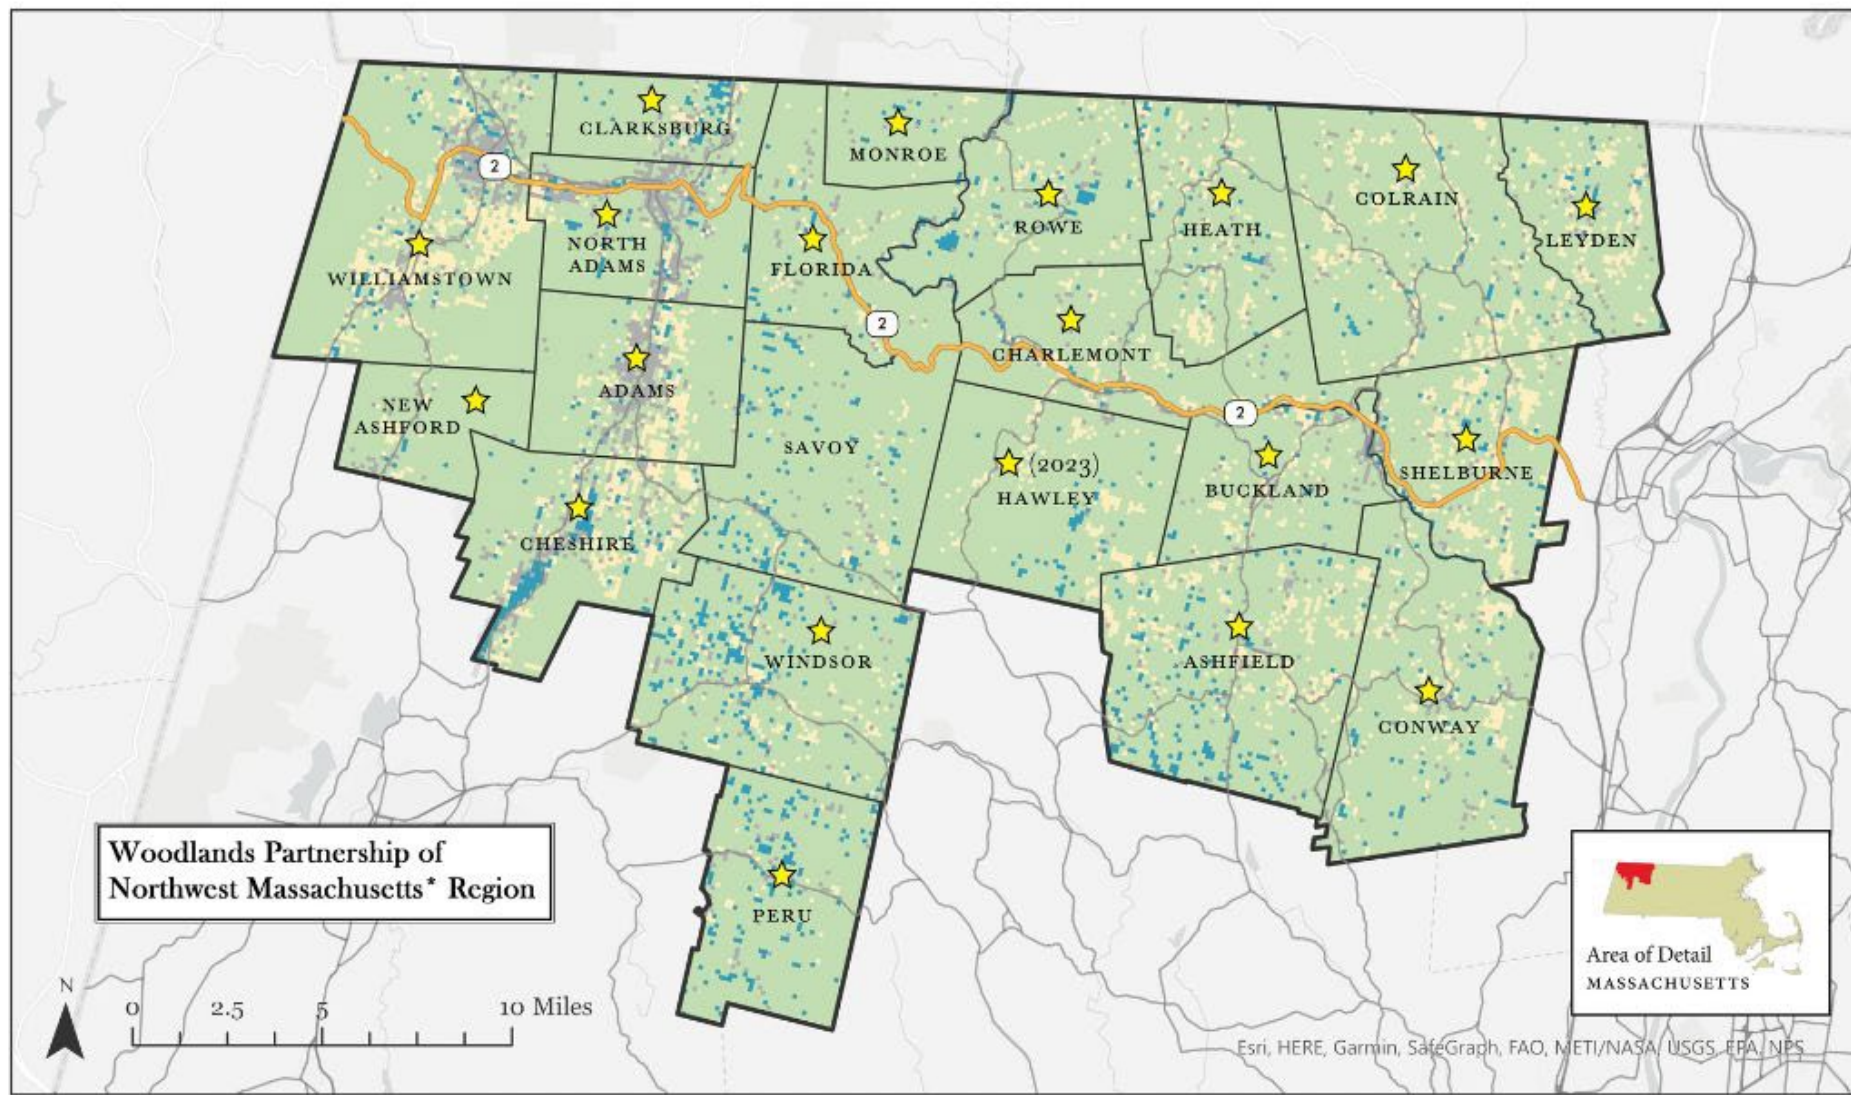 CLARKSBURG
MONROE
2
COLRAIN
ROWE
HEATH
LEYDEN
NORTH
ADAMS
FLORIDA
WILLIAMSTOWN
2
CHARLEMONT
ADAMS
NEW
ASHFORD
2
SAVOY
(2023)
HAWLEY
BUCKLAND
SHELBURNE
CHESHIRE
WINDSOR
ASHFIELD
CONWAY
PERU
Woodlands Partnership of
Northwest Massachusetts* Region
N
0 2.5 5 10 Miles
Area of Detail
MASSACHUSETTS
Esri, HERE, Garmin, SafeGraph, FAO, METI/NASA, USGS, EPA, NPS